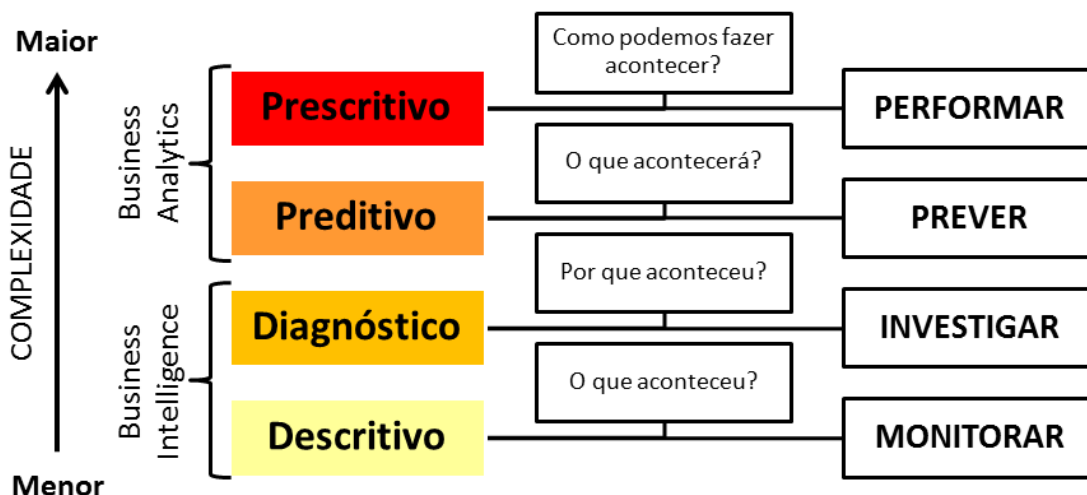 Maior
COMPLEXIDADE
Menor
Business
Analytics
Business
Intelligence
Como podemos fazer
acontecer?
Prescritivo
PERFORMAR
O que acontecerá?
Preditivo
PREVER
Por que aconteceu?
Diagnóstico
INVESTIGAR
O que aconteceu?
Descritivo
MONITORAR